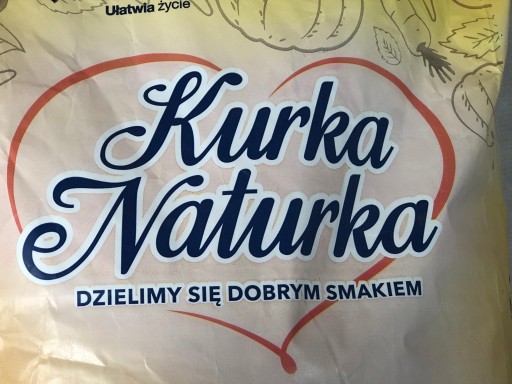 Ułatwia życie
Kurka
Naturka
DZIELIMY SIĘ DOBRYM SMAKIEM